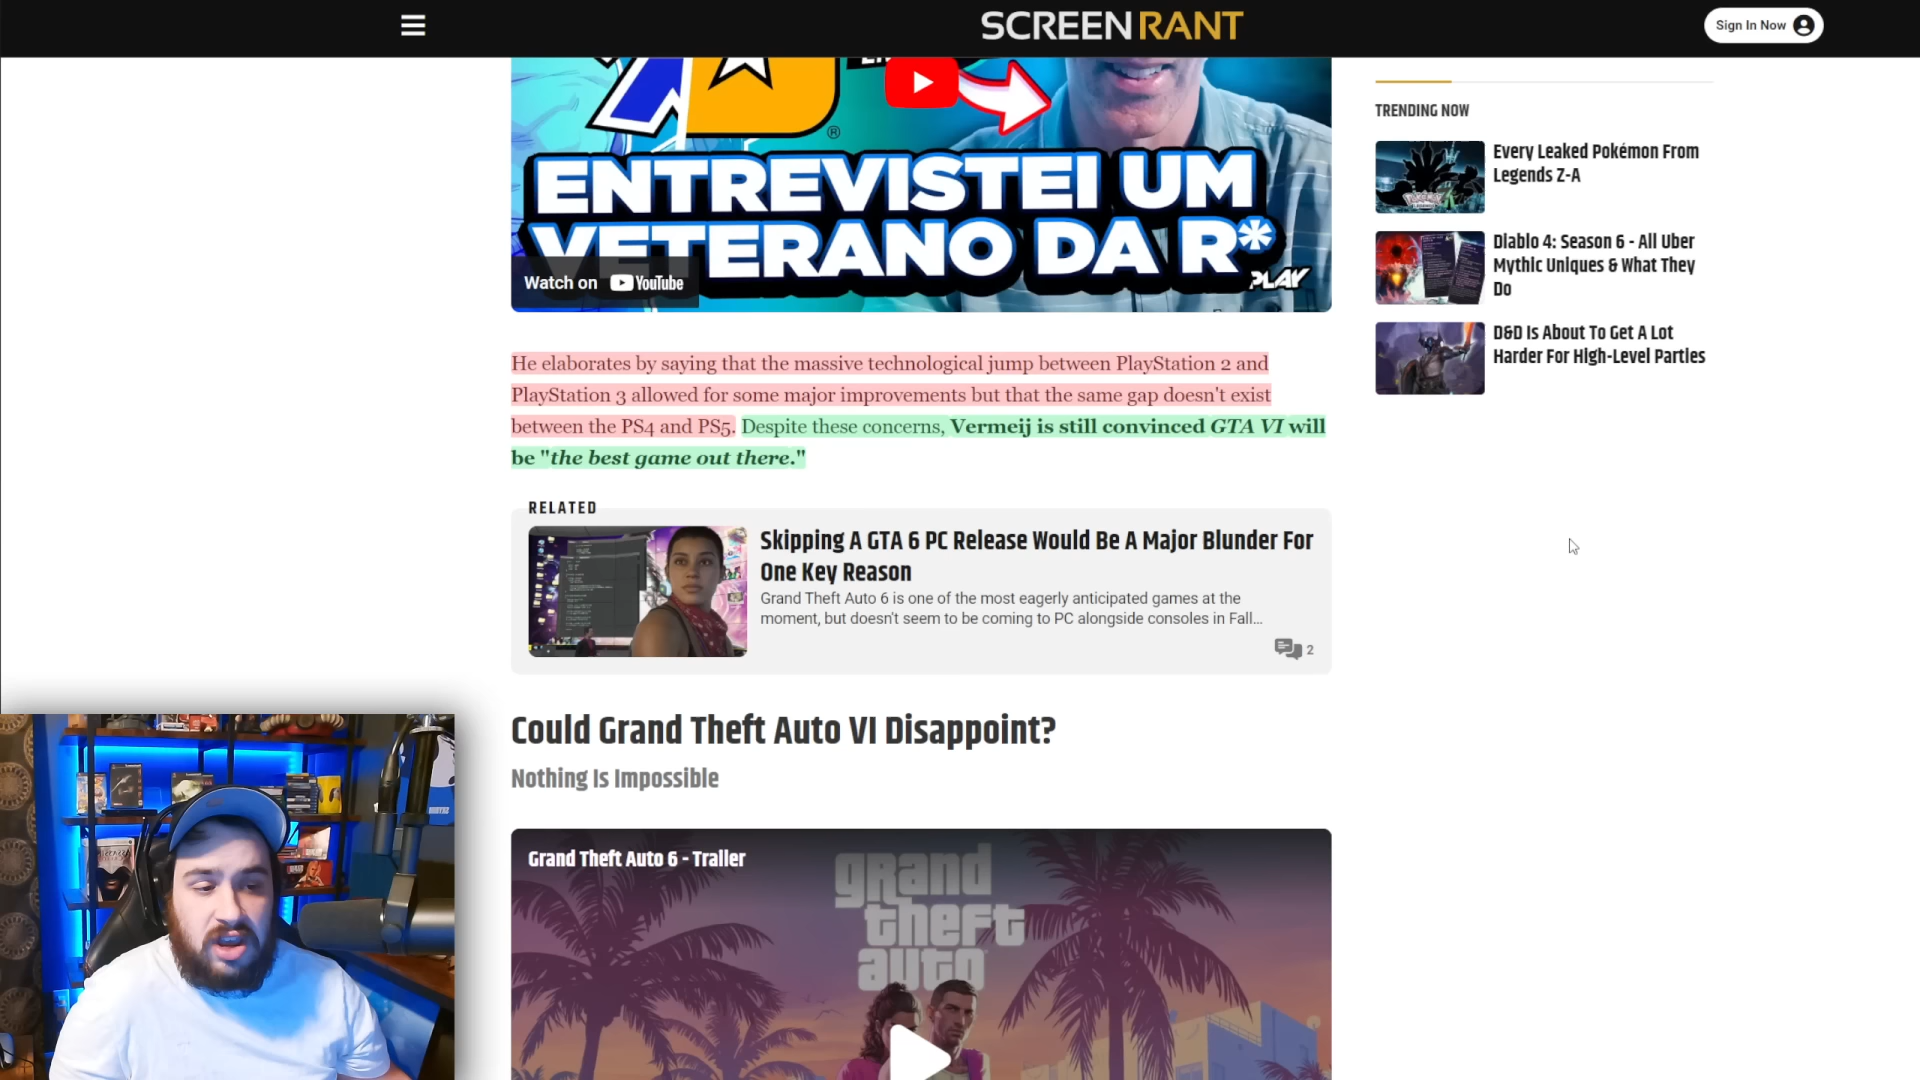 SCREENRANT
Sign In Now
ENTREVISTEI UM
VETERANO DA R*
PLAY
Watch on YouTube
He elaborates by saying that the massive technological jump between PlayStation 2 and
PlayStation 3 allowed for some major improvements but that the same gap doesn't exist
between the PS4 and PS5. Despite these concerns, Vermeij is still convinced GTA VI will
be "the best game out there."
RELATED
Skipping A GTA 6 PC Release Would Be A Major Blunder For
One Key Reason
Grand Theft Auto 6 is one of the most eagerly anticipated games at the
moment, but doesn't seem to be coming to PC alongside consoles in Fall...
2
Could Grand Theft Auto VI Disappoint?
Nothing Is Impossible
Grand Theft Auto 6 - Trailer
grand
theft
auto
TRENDING NOW
Every Leaked Pokémon From
Legends Z-A
Diablo 4: Season 6 - All Uber
Mythic Uniques & What They
Do
D&D Is About To Get A Lot
Harder For High-Level Parties